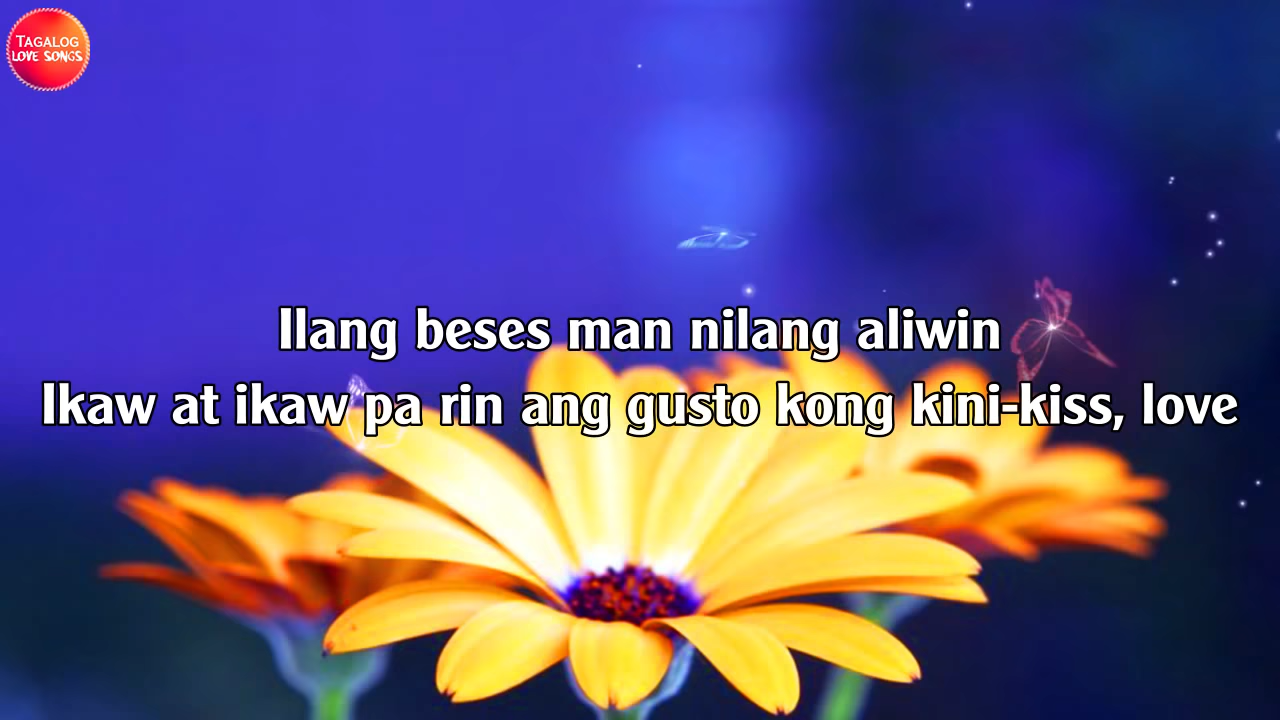 TAGALOG
LOVE SONGS
Ilang beses man nilang aliwin
Ikaw at ikaw pa rin ang gusto kong kini-kiss, love